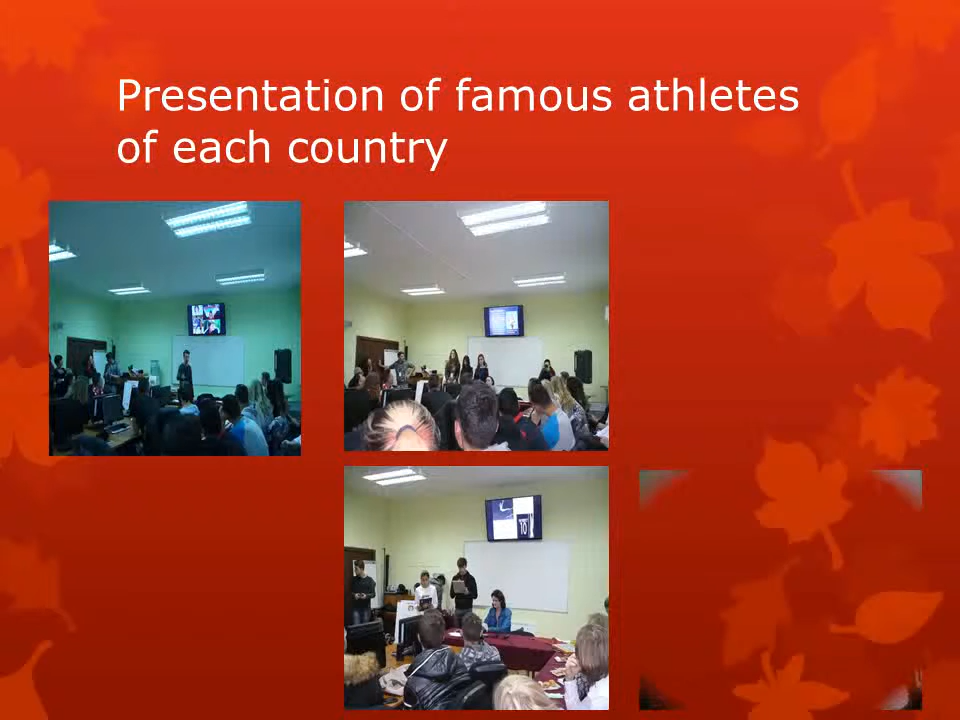 Presentation of famous athletes
of each country